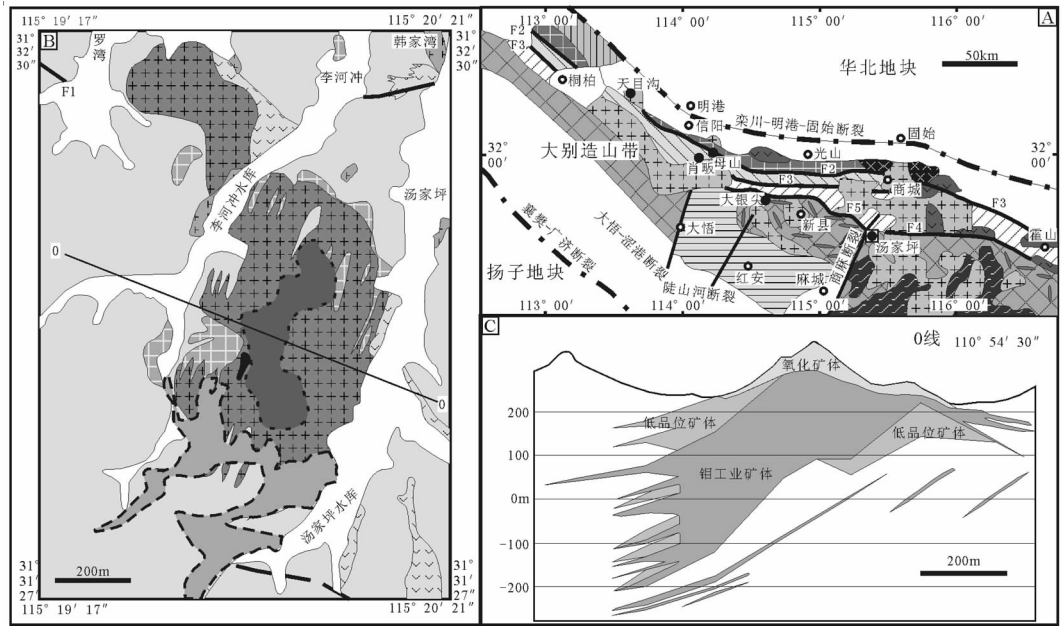 115° 19′ 17″
115° 20′ 21″
31°
32′
30″
31°
32′
30″
B
罗湾
韩家湾
李河冲
F1
汤家坪
李河冲水库
0
0
汤家坪水库
200m
31°
31′
27″
31°
31′
27″
115° 19′ 17″
115° 20′ 21″
A
113° 00′
114° 00′
115° 00′
116° 00′
F2
F3
50km
华北地块
桐柏
天目沟
明港
信阳
栾川-明港-固始断裂
固始
32°
00′
32°
00′
大别造山带
肖畈
母山
光山
F2
F3
商城
F3
大银尖
F5
F4
新县
汤家坪
霍山
大悟
襄樊-广济断裂
大悟-涩港断裂
商麻断裂
扬子地块
红安
麻城
陡山河断裂
113° 00′
114° 00′
115° 00′
116° 00′
C
0线
110° 54′ 30″
氧化矿体
低品位矿体
低品位矿体
钼工业矿体
200
100
0m
-100
-200
200m